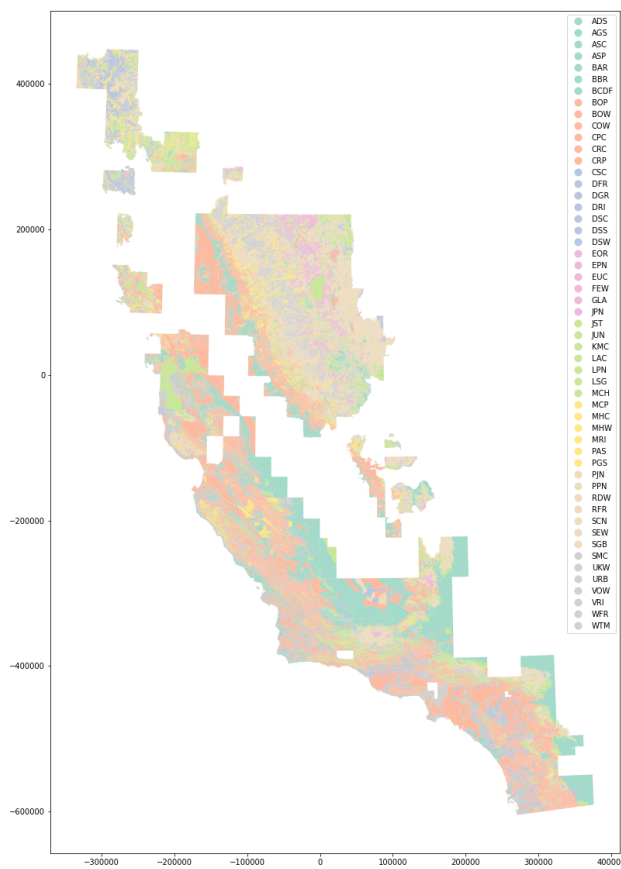 ADS
AGS
ASC
ASP
BAR
BBR
BCDF
BOP
BOW
COW
CPC
CRC
CRP
CSC
DFR
DGR
DRI
DSC
DSS
DSW
EOR
EPN
EUC
FEW
GLA
JPN
JST
JUN
KMC
LAC
LPN
LSG
MCH
MCP
MHC
MHW
MRI
PAS
PGS
PJN
PPN
RDW
RFR
SCN
SEW
SGB
SMC
UKW
URB
VOW
VRI
WFR
WTM
400000
200000
0
−200000
−400000
−600000
−300000 −200000 −100000 0 100000 200000 300000 40000